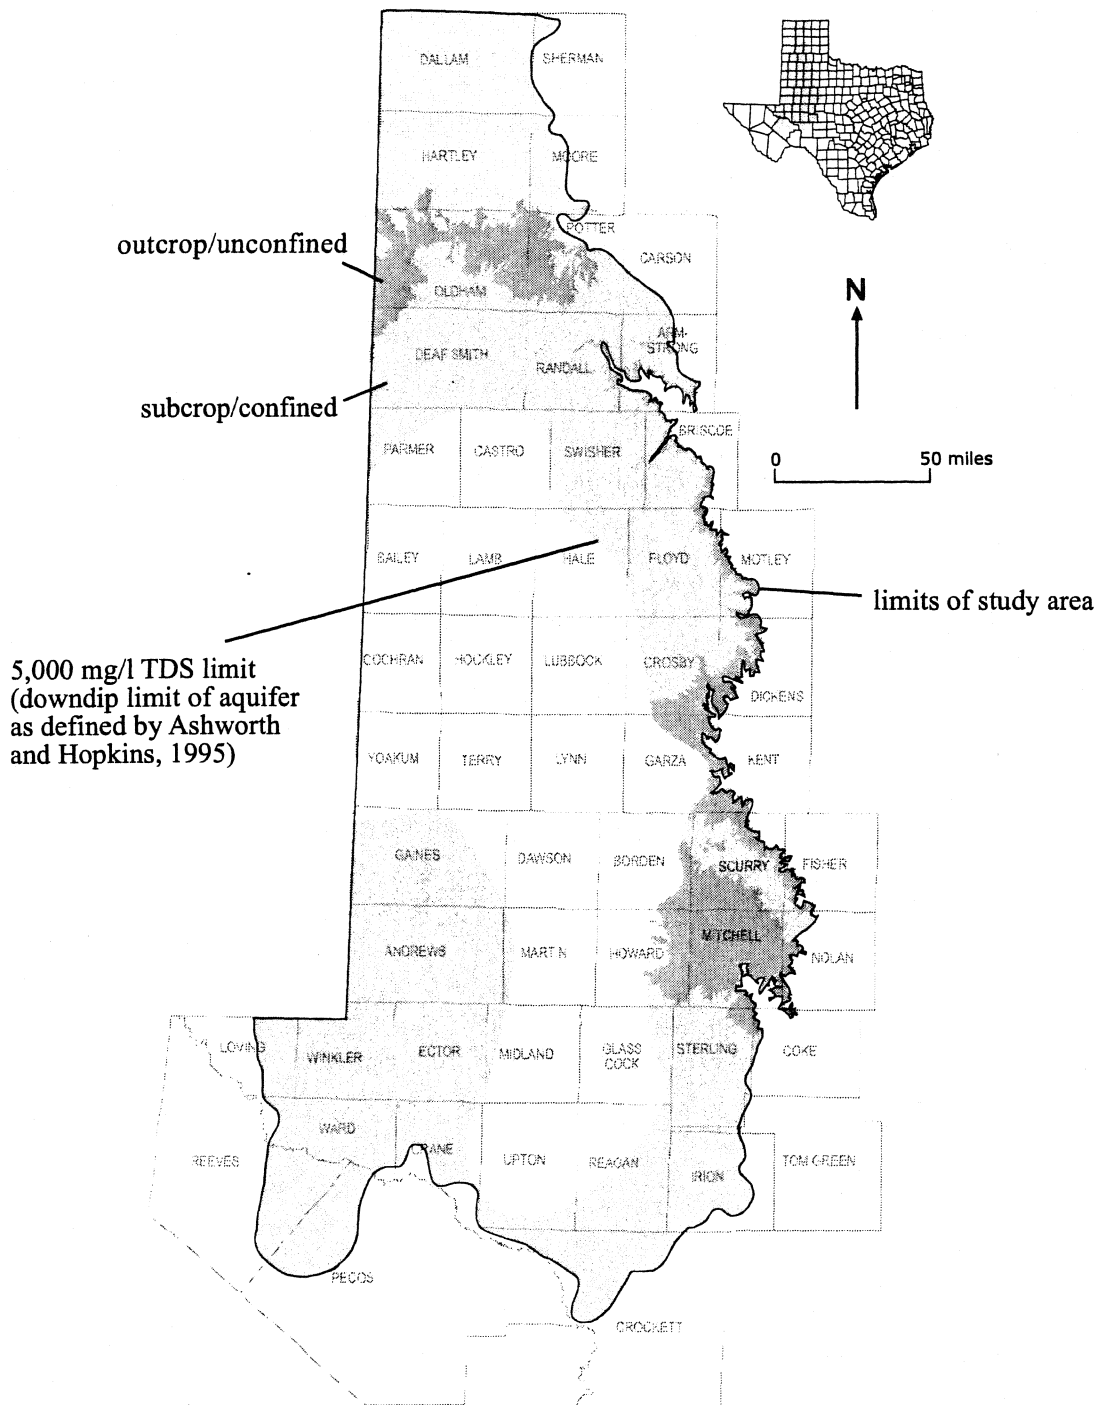 DALLAM
SHERMAN
HARTLEY
MOORE
outcrop/unconfined
POTTER
CARSON
OLDHAM
N
DEAF SMITH
RANDALL
ARM-
STRONG
subcrop/confined
PARMER
CASTRO
SWISHER
BRISCOE
0
50 miles
BAILEY
LAMB
HALE
FLOYD
MOTLEY
limits of study area
5,000 mg/l TDS limit
(downdip limit of aquifer
as defined by Ashworth
and Hopkins, 1995)
COCHRAN
HOCKLEY
LUBBOCK
CROSBY
DICKENS
YOAKUM
TERRY
LYNN
GARZA
KENT
GAINES
DAWSON
BORDEN
SCURRY
FISHER
ANDREWS
MARTIN
HOWARD
MITCHELL
NOLAN
LOVING
WINKLER
ECTOR
MIDLAND
GLASS
COCK
STERLING
COKE
WARD
CRANE
REEVES
UPTON
REAGAN
IRION
TOM GREEN
PECOS
CROCKETT